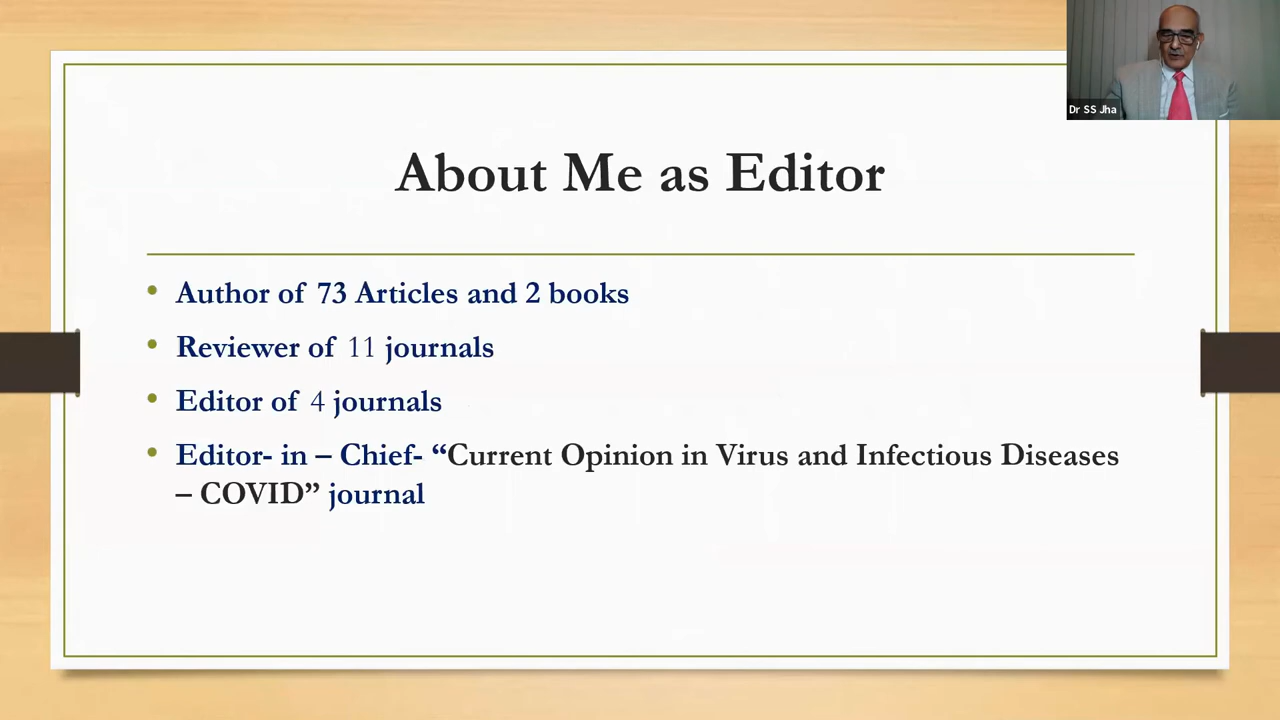 Dr SS Jha
About Me as Editor
• Author of 73 Articles and 2 books
• Reviewer of 11 journals
• Editor of 4 journals
• Editor- in – Chief- “Current Opinion in Virus and Infectious Diseases
– COVID” journal